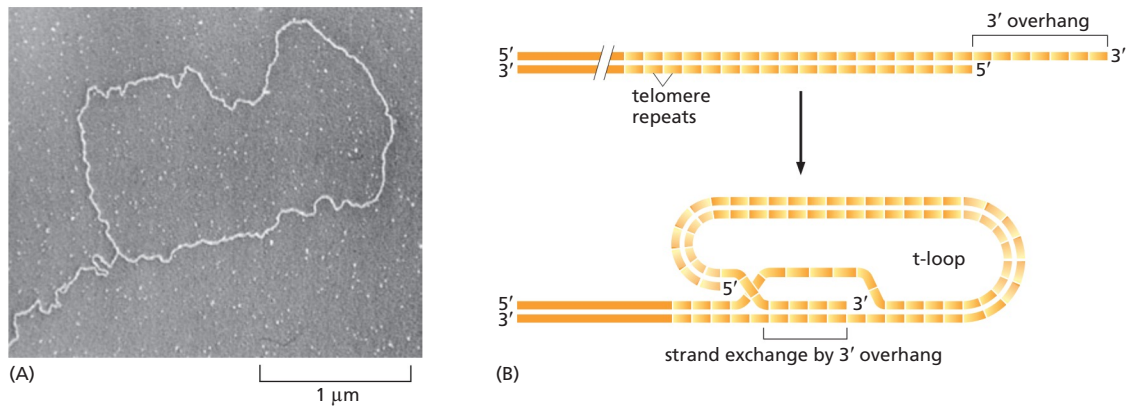 3′ overhang
5′
3′
3′
5′
telomere
repeats
t-loop
5′
5′
3′
3′
strand exchange by 3′ overhang
(A)
1 μm
(B)